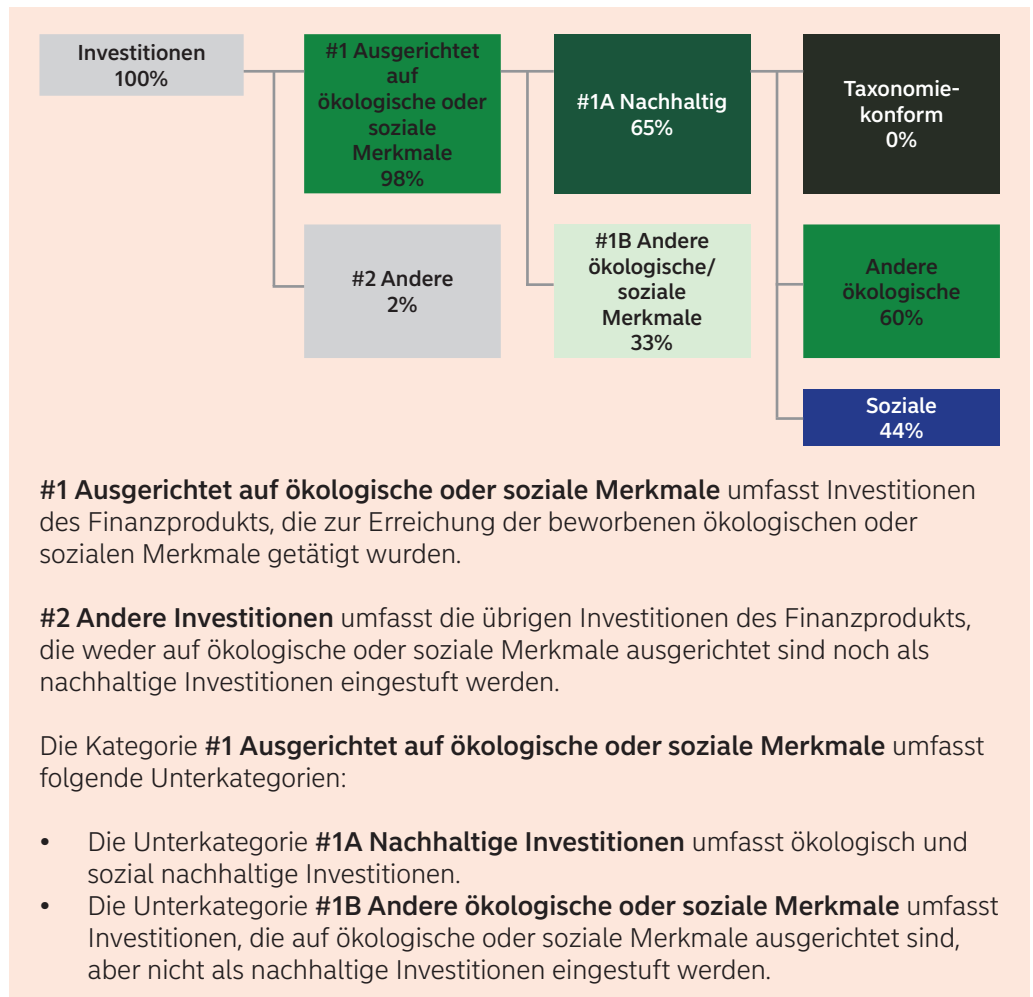 Investitionen
100%
#1 Ausgerichtet
auf
ökologische oder
soziale
Merkmale
98%
#1A Nachhaltig
65%
Taxonomie-
konform
0%
#2 Andere
2%
#1B Andere
ökologische/
soziale
Merkmale
33%
Andere
ökologische
60%
Soziale
44%
#1 Ausgerichtet auf ökologische oder soziale Merkmale umfasst Investitionen
des Finanzprodukts, die zur Erreichung der beworbenen ökologischen oder
sozialen Merkmale getätigt wurden.
#2 Andere Investitionen umfasst die übrigen Investitionen des Finanzprodukts,
die weder auf ökologische oder soziale Merkmale ausgerichtet sind noch als
nachhaltige Investitionen eingestuft werden.
Die Kategorie #1 Ausgerichtet auf ökologische oder soziale Merkmale umfasst
folgende Unterkategorien:
• Die Unterkategorie #1A Nachhaltige Investitionen umfasst ökologisch und
sozial nachhaltige Investitionen.
• Die Unterkategorie #1B Andere ökologische oder soziale Merkmale umfasst
Investitionen, die auf ökologische oder soziale Merkmale ausgerichtet sind,
aber nicht als nachhaltige Investitionen eingestuft werden.